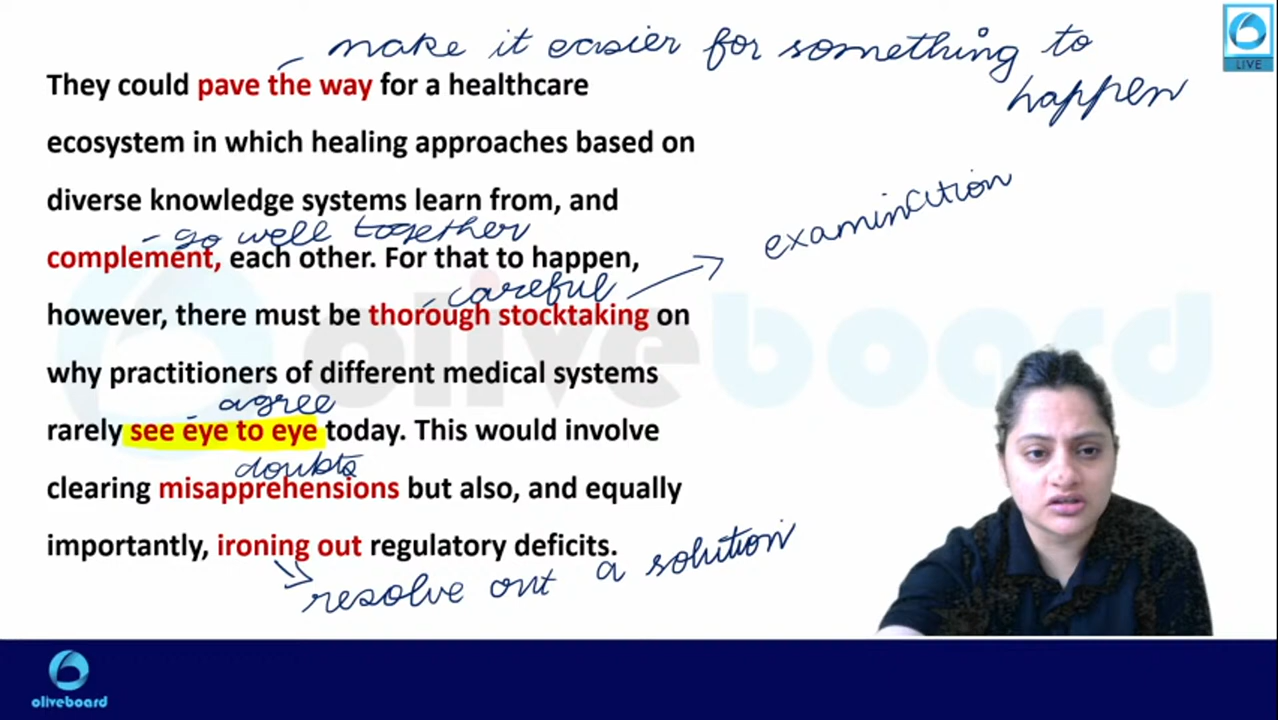 make it easier for something to
happen
They could pave the way for a healthcare
ecosystem in which healing approaches based on
diverse knowledge systems learn from, and
go well together
complement, each other. For that to happen,
careful
examination
however, there must be thorough stocktaking on
why practitioners of different medical systems
agree
rarely see eye to eye today. This would involve
doubts
clearing misapprehensions but also, and equally
importantly, ironing out regulatory deficits.
resolve out a solution
LIVE
oliveboard
oliveboard